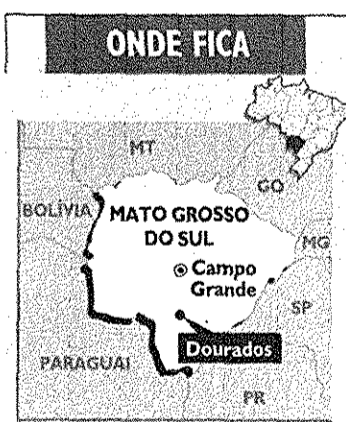 ONDE FICA
MT
GO
BOLÍVIA
MATO GROSSO
DO SUL
MG
Campo
Grande
SP
Dourados
PARAGUAI
PR